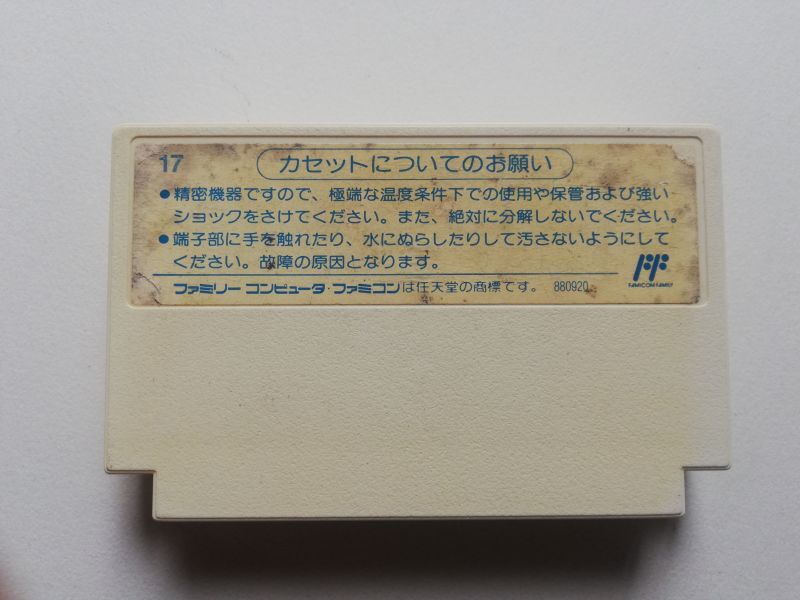 17
カセットについてのお願い
●精密機器ですので、極端な温度条件下での使用や保管および強い
ショックをさけてください。また、絶対に分解しないでください。
●端子部に手を触れたり、水にぬらしたりして汚さないようにして
ください。故障の原因となります。
ファミリー コンピュータ・ファミコンは任天堂の商標です。 880920
FAMICOM FAMILY